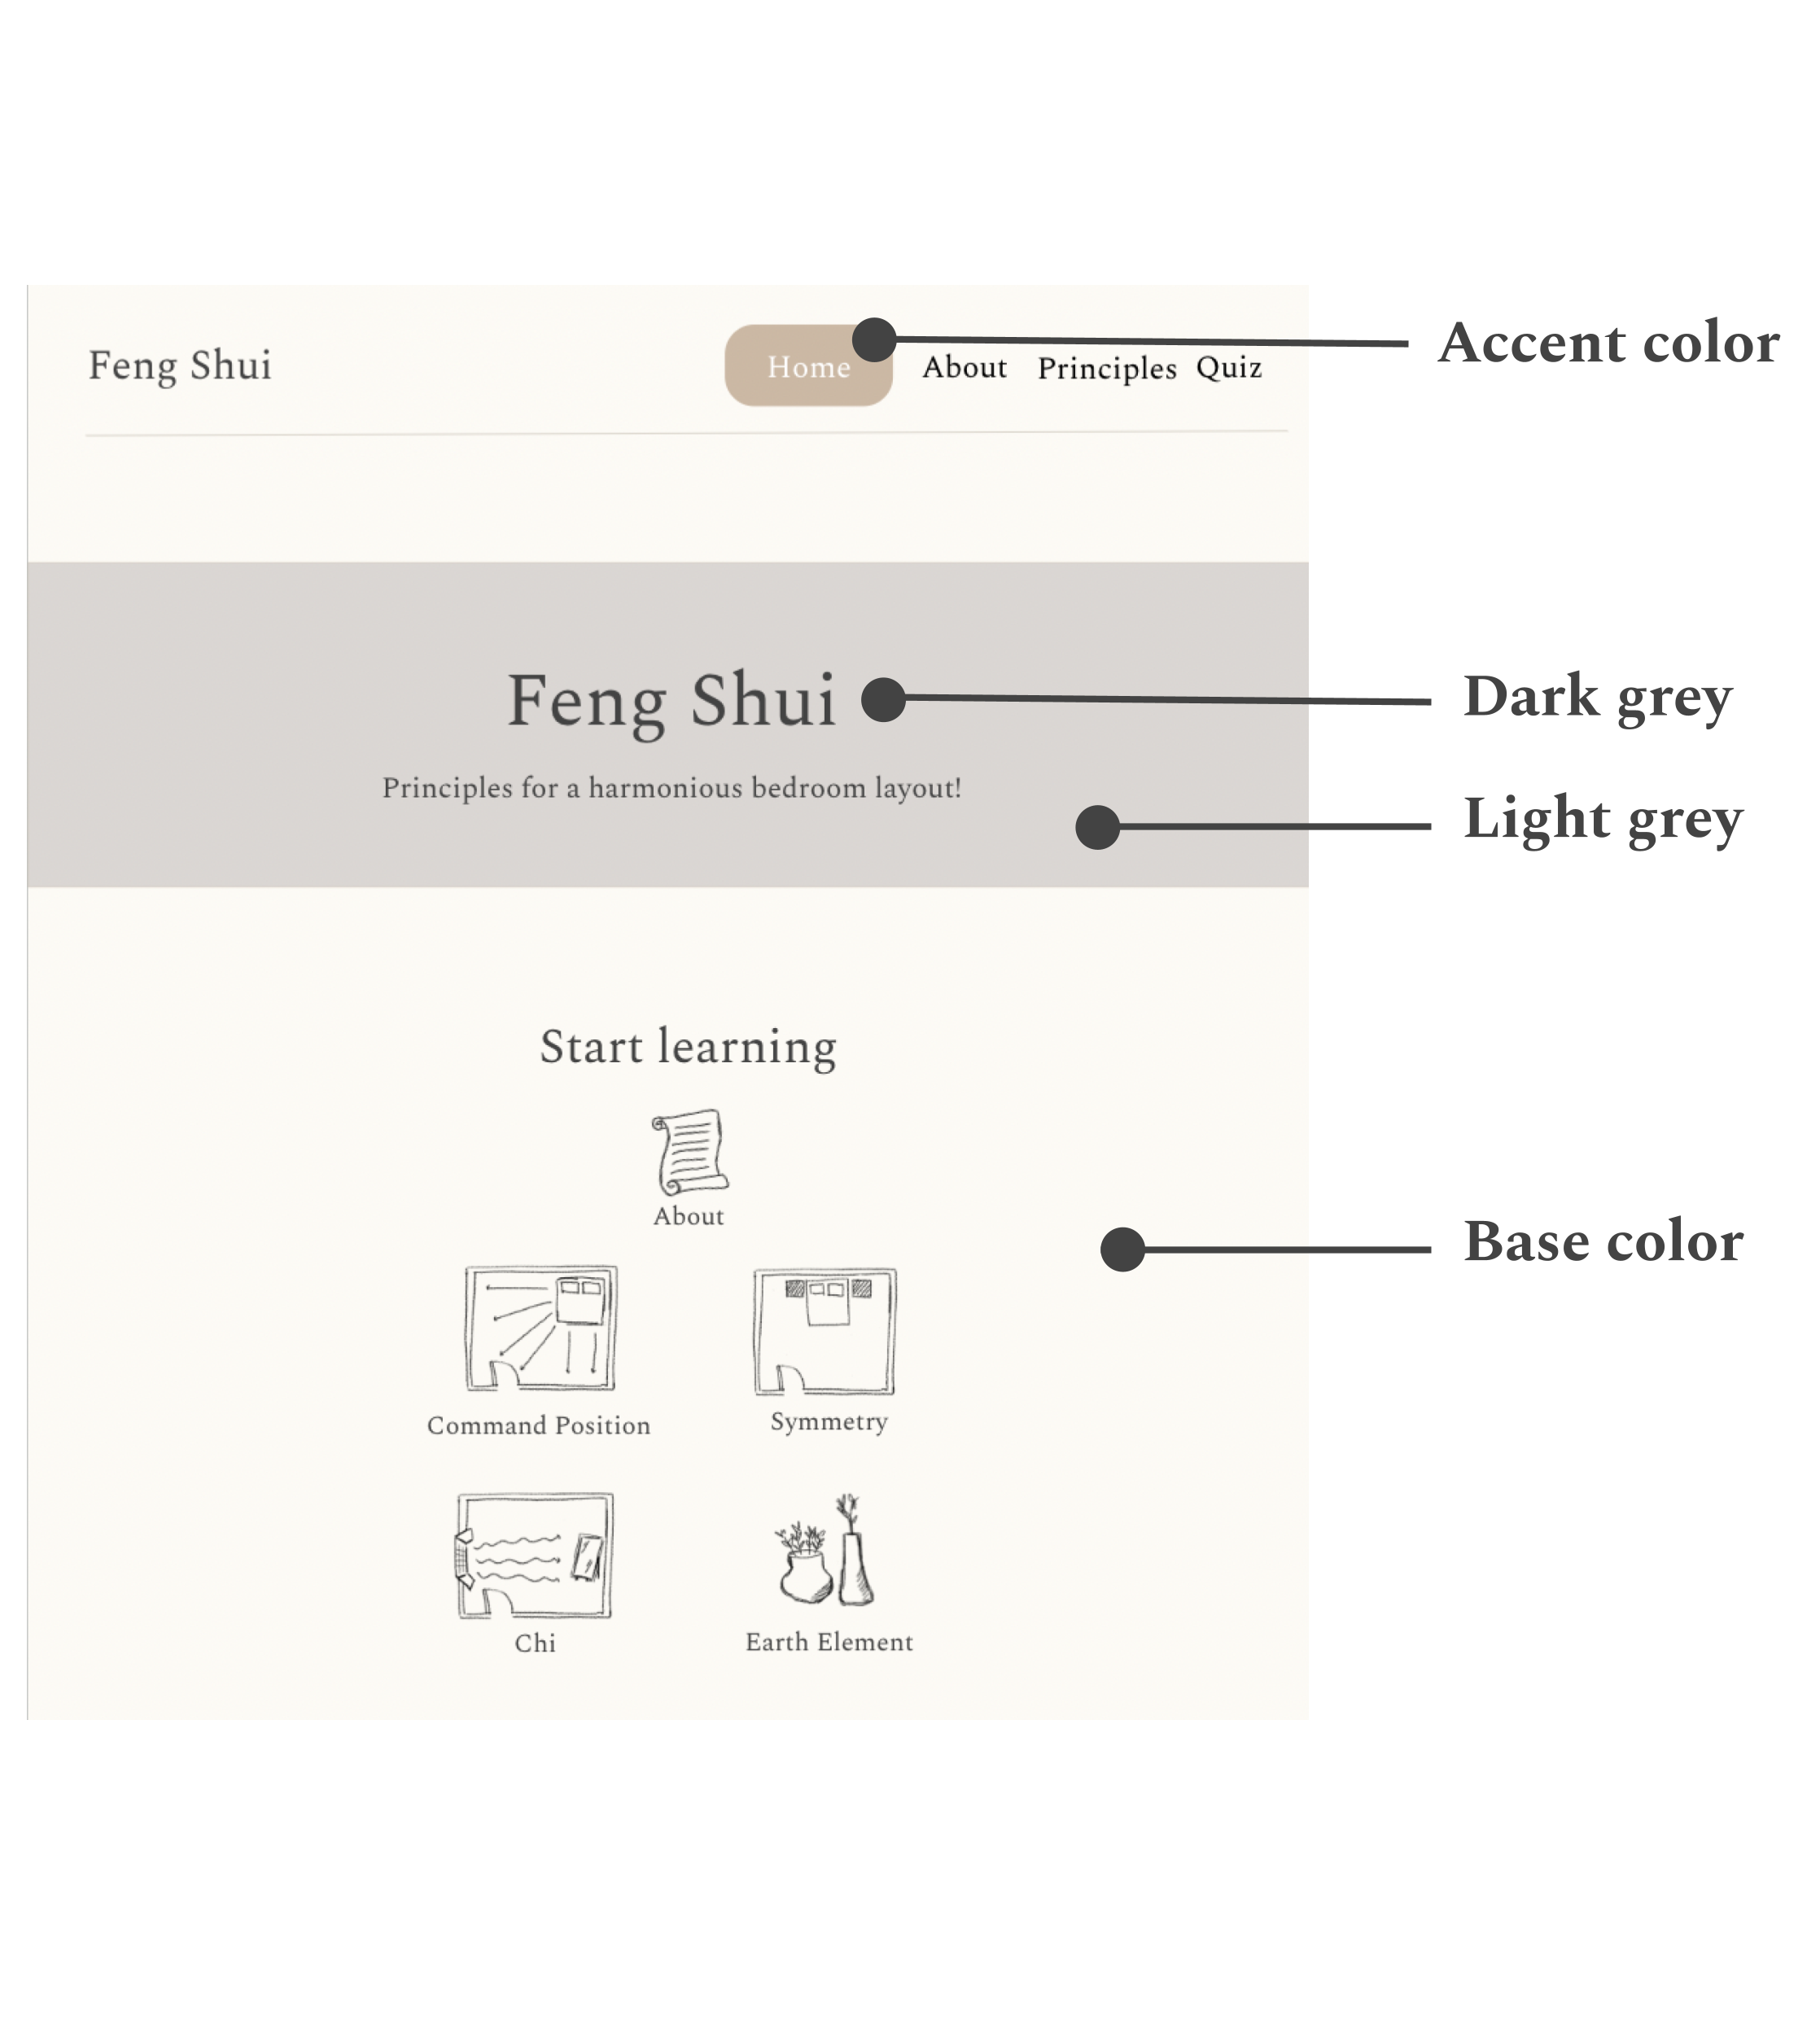 Feng Shui
Home About Principles Quiz
Accent color
Feng Shui
Dark grey
Principles for a harmonious bedroom layout!
Light grey
Start learning
About
Base color
Command Position
Symmetry
Chi
Earth Element